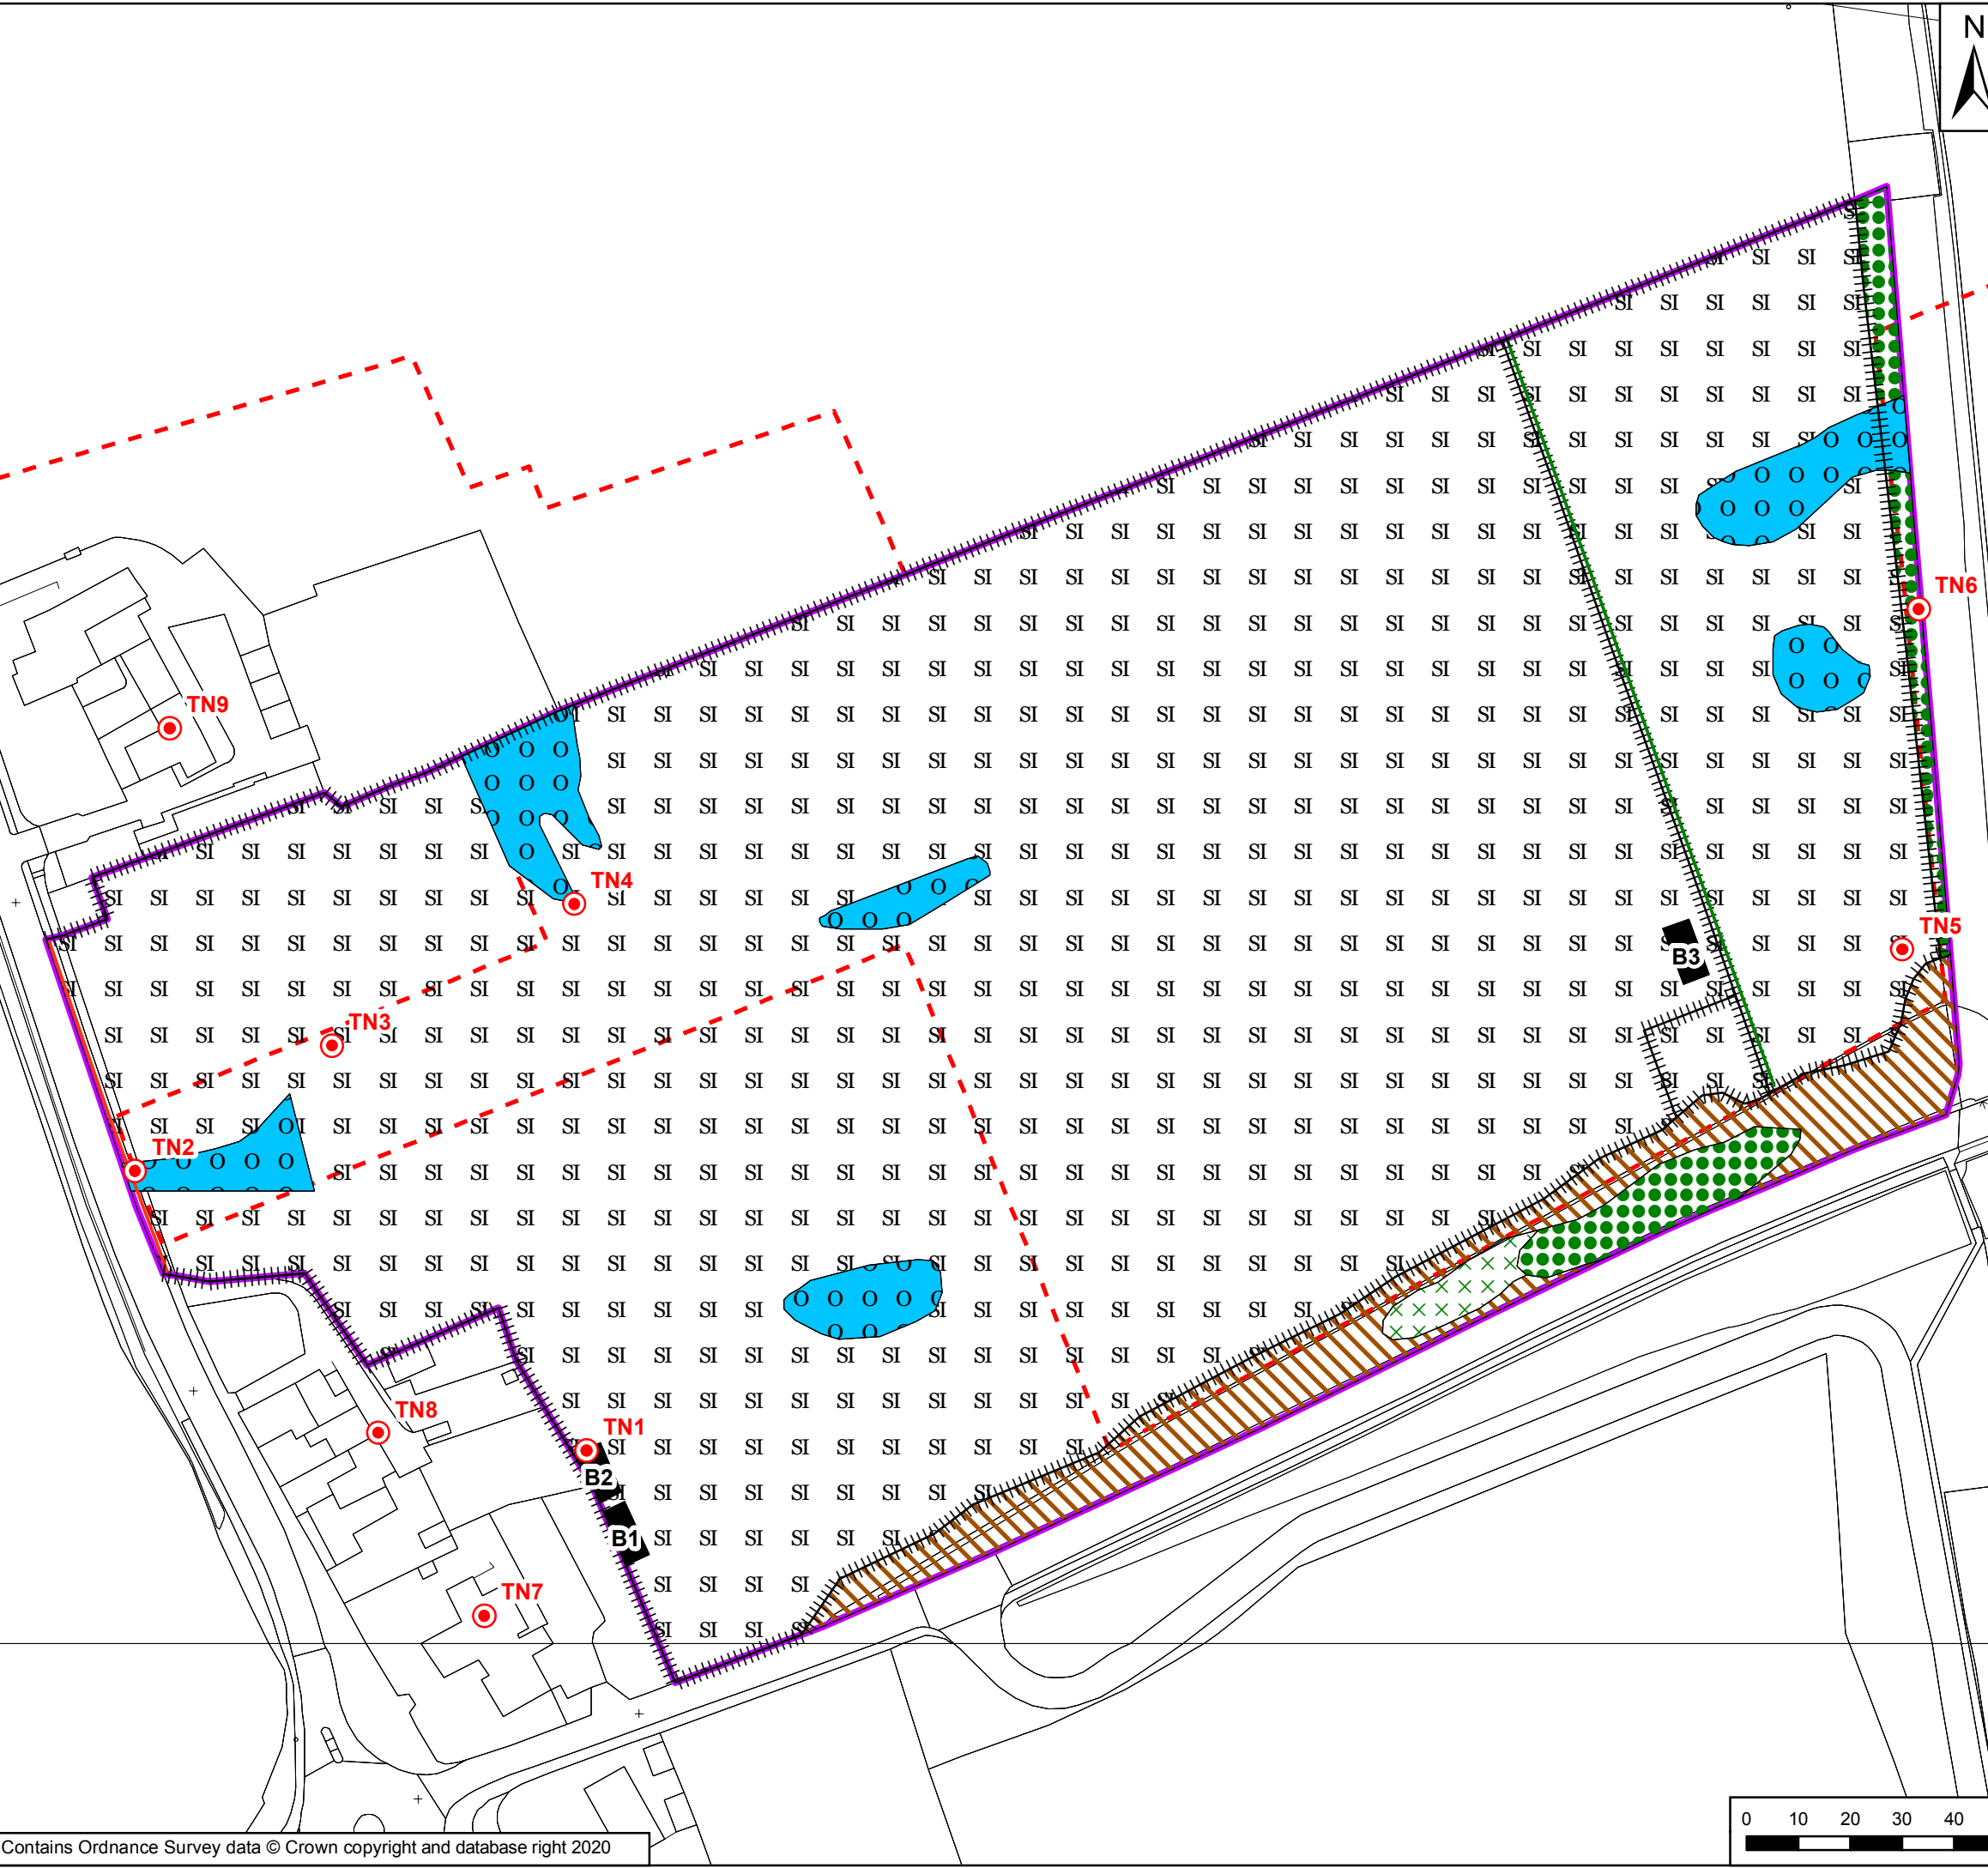 N
TN6
TN9
TN4
TN5
B3
TN3
TN2
TN8
TN1
B2
B1
TN7
SI
O
0 10 20 30 40
Contains Ordnance Survey data © Crown copyright and database right 2020